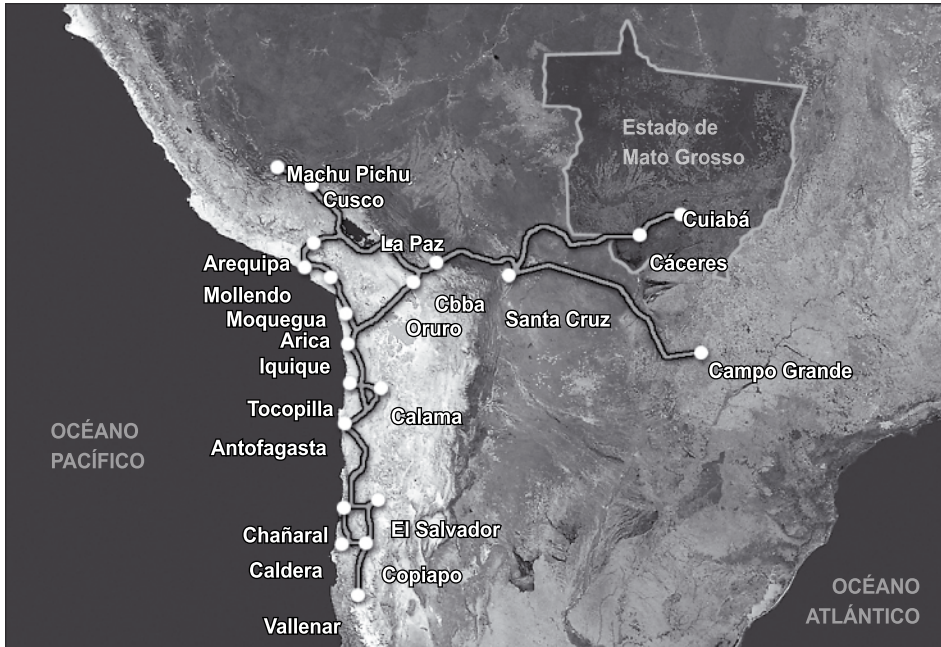 Estado de
Mato Grosso
Machu Pichu
Cusco
Cuiabá
La Paz
Arequipa
Cáceres
Mollendo
Cbba
Moquegua
Oruro
Santa Cruz
Arica
Iquique
Campo Grande
Tocopilla
Calama
OCÉANO
PACÍFICO
Antofagasta
Chañaral
El Salvador
Caldera
Copiapo
OCÉANO
ATLÁNTICO
Vallenar